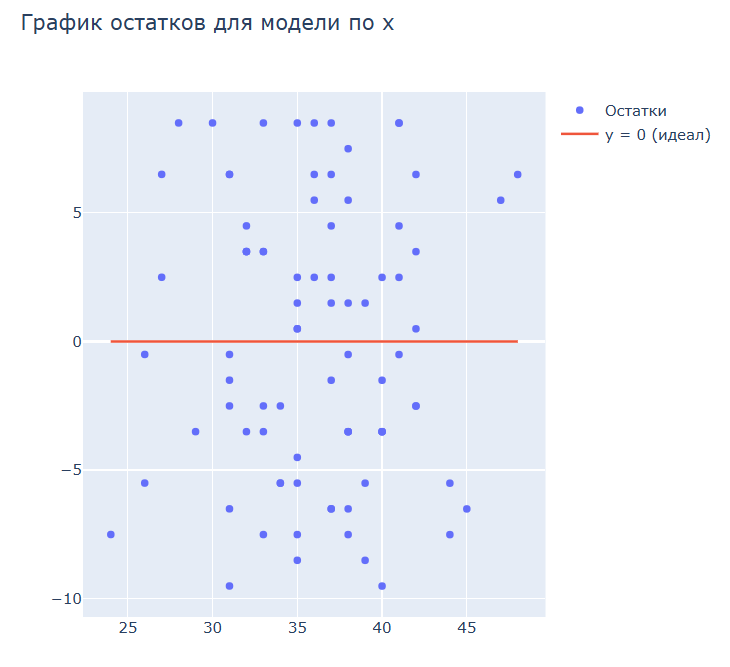 График остатков для модели по x
Остатки
y = 0 (идеал)
5
0
−5
−10
25 30 35 40 45